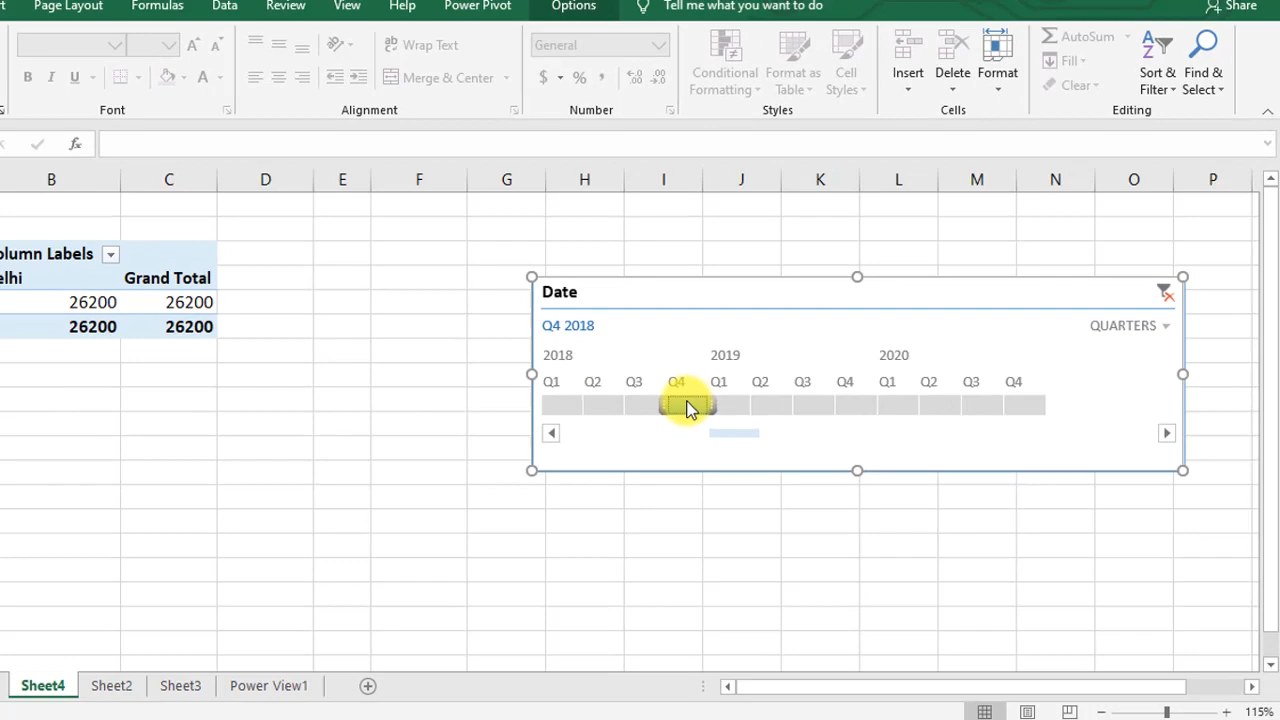 Page Layout Formulas Data Review View Help Power Pivot Options Tell me what you want to do Share
General
Wrap Text
Merge & Center
B I U A
$ % ,
Conditional Formatting
Format as Table
Cell Styles
Insert
Delete
Format
AutoSum
Fill
Clear
Sort & Filter
Find & Select
Font Alignment Number Styles Cells Editing
fx
B C D E F G H I J K L M N O P
olumn Labels
elhi Grand Total
26200 26200
26200 26200
Date
Q4 2018 QUARTERS
2018 2019 2020
Q1 Q2 Q3 Q4 Q1 Q2 Q3 Q4 Q1 Q2 Q3 Q4
Sheet4 Sheet2 Sheet3 Power View1
115%